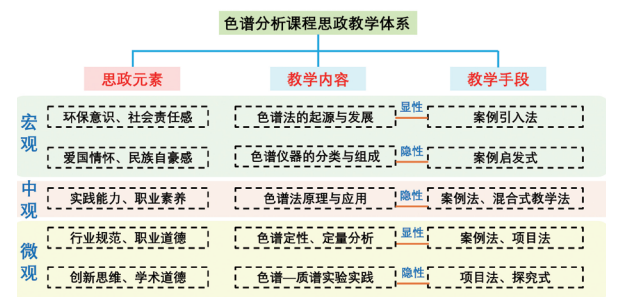 色谱分析课程思政教学体系
思政元素 教学内容 教学手段
宏观
环保意识、社会责任感 色谱法的起源与发展 显性 案例引入法
爱国情怀、民族自豪感 色谱仪器的分类与组成 隐性 案例启发式
中观
实践能力、职业素养 色谱法原理与应用 隐性 案例法、混合式教学法
微观
行业规范、职业道德 色谱定性、定量分析 显性 案例法、项目法
创新思维、学术道德 色谱—质谱实验实践 隐性 项目法、探究式